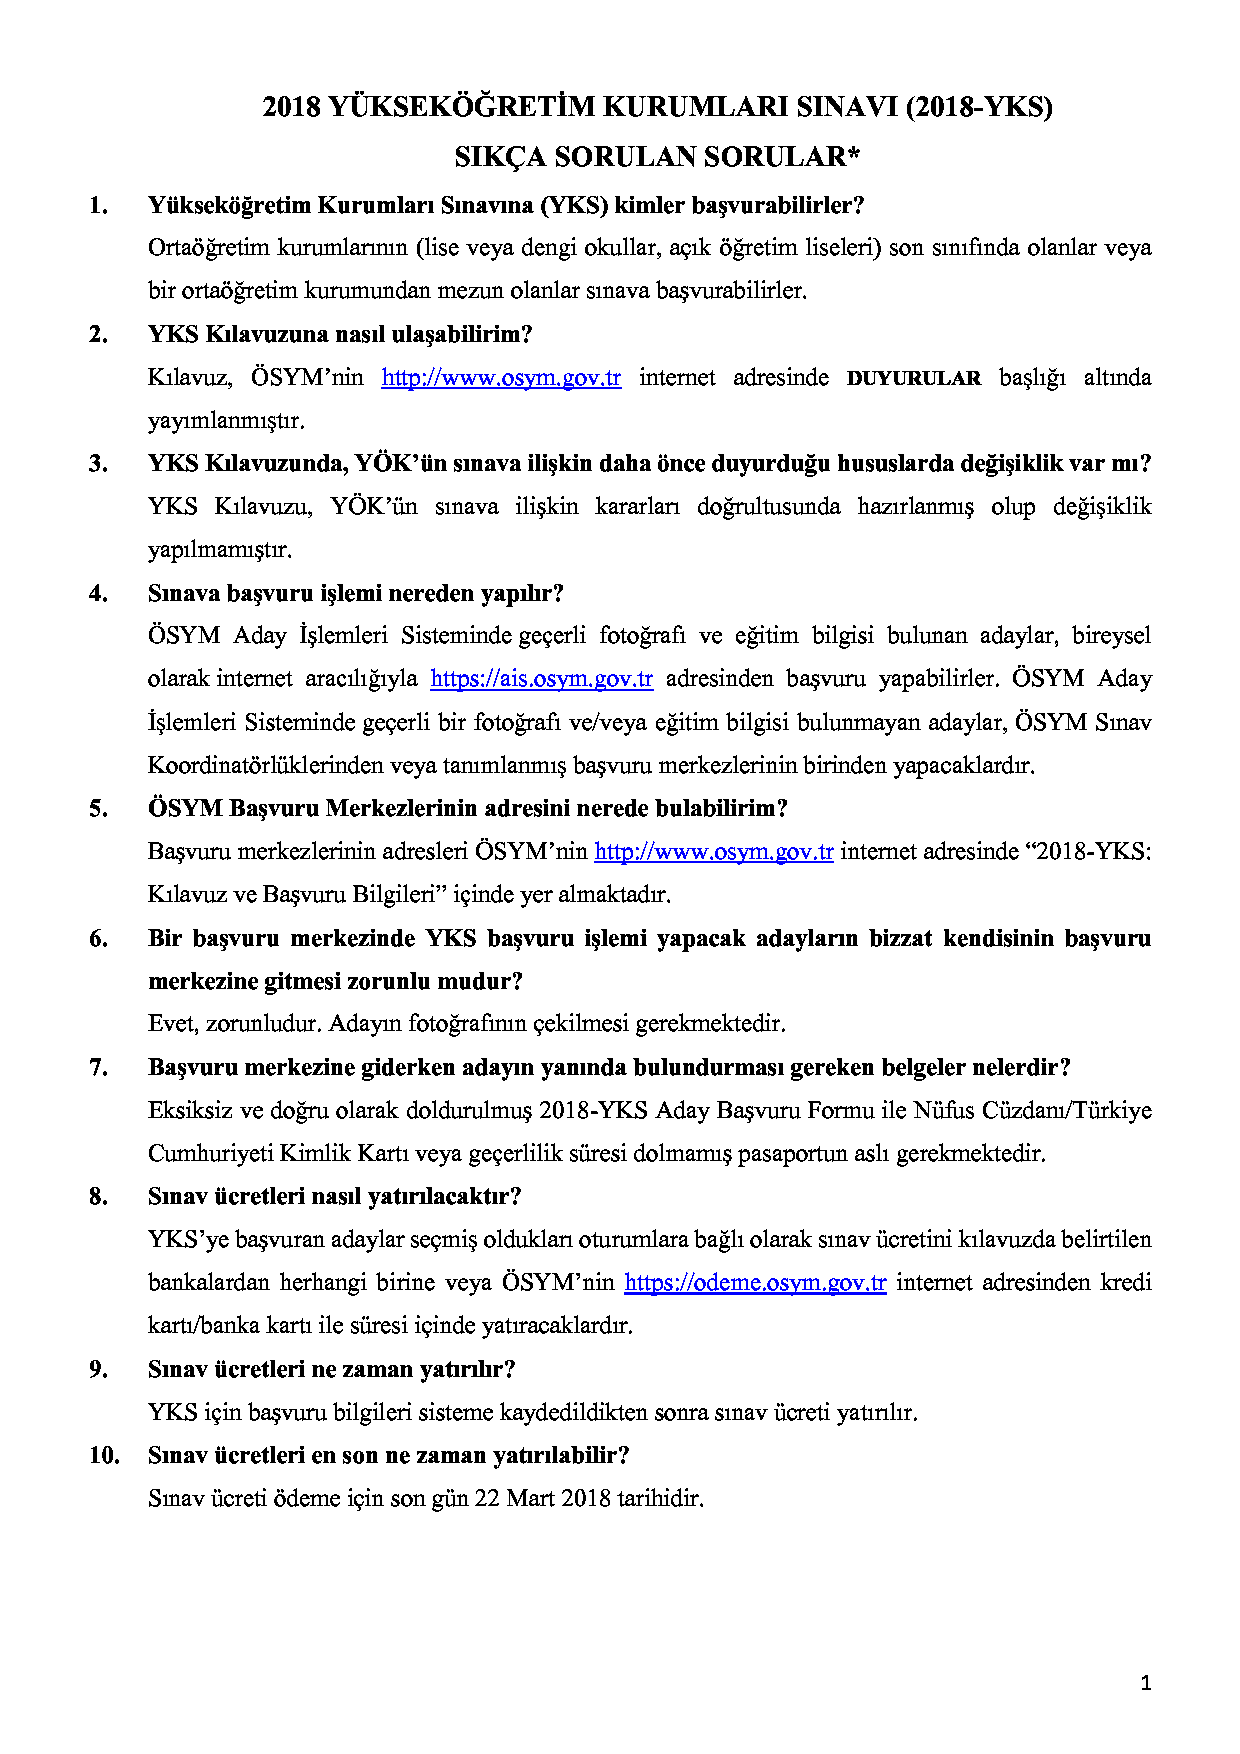 2018 YÜKSEKÖĞRETİM KURUMLARI SINAVI (2018-YKS)
SIKÇA SORULAN SORULAR*
1. Yükseköğretim Kurumları Sınavına (YKS) kimler başvurabilirler?
Ortaöğretim kurumlarının (lise veya dengi okullar, açık öğretim liseleri) son sınıfında olanlar veya
bir ortaöğretim kurumundan mezun olanlar sınava başvurabilirler.
2. YKS Kılavuzuna nasıl ulaşabilirim?
Kılavuz, ÖSYM’nin http://www.osym.gov.tr internet adresinde DUYURULAR başlığı altında
yayımlanmıştır.
3. YKS Kılavuzunda, YÖK’ün sınava ilişkin daha önce duyurduğu hususlarda değişiklik var mı?
YKS Kılavuzu, YÖK’ün sınava ilişkin kararları doğrultusunda hazırlanmış olup değişiklik
yapılmamıştır.
4. Sınava başvuru işlemi nereden yapılır?
ÖSYM Aday İşlemleri Sisteminde geçerli fotoğrafı ve eğitim bilgisi bulunan adaylar, bireysel
olarak internet aracılığıyla https://ais.osym.gov.tr adresinden başvuru yapabilirler. ÖSYM Aday
İşlemleri Sisteminde geçerli bir fotoğrafı ve/veya eğitim bilgisi bulunmayan adaylar, ÖSYM Sınav
Koordinatörlüklerinden veya tanımlanmış başvuru merkezlerinin birinden yapacaklardır.
5. ÖSYM Başvuru Merkezlerinin adresini nerede bulabilirim?
Başvuru merkezlerinin adresleri ÖSYM’nin http://www.osym.gov.tr internet adresinde “2018-YKS:
Kılavuz ve Başvuru Bilgileri” içinde yer almaktadır.
6. Bir başvuru merkezinde YKS başvuru işlemi yapacak adayların bizzat kendisinin başvuru
merkezine gitmesi zorunlu mudur?
Evet, zorunludur. Adayın fotoğrafının çekilmesi gerekmektedir.
7. Başvuru merkezine giderken adayın yanında bulundurması gereken belgeler nelerdir?
Eksiksiz ve doğru olarak doldurulmuş 2018-YKS Aday Başvuru Formu ile Nüfus Cüzdanı/Türkiye
Cumhuriyeti Kimlik Kartı veya geçerlilik süresi dolmamış pasaportun aslı gerekmektedir.
8. Sınav ücretleri nasıl yatırılacaktır?
YKS’ye başvuran adaylar seçmiş oldukları oturumlara bağlı olarak sınav ücretini kılavuzda belirtilen
bankalardan herhangi birine veya ÖSYM’nin https://odeme.osym.gov.tr internet adresinden kredi
kartı/banka kartı ile süresi içinde yatıracaklardır.
9. Sınav ücretleri ne zaman yatırılır?
YKS için başvuru bilgileri sisteme kaydedildikten sonra sınav ücreti yatırılır.
10. Sınav ücretleri en son ne zaman yatırılabilir?
Sınav ücreti ödeme için son gün 22 Mart 2018 tarihidir.
1